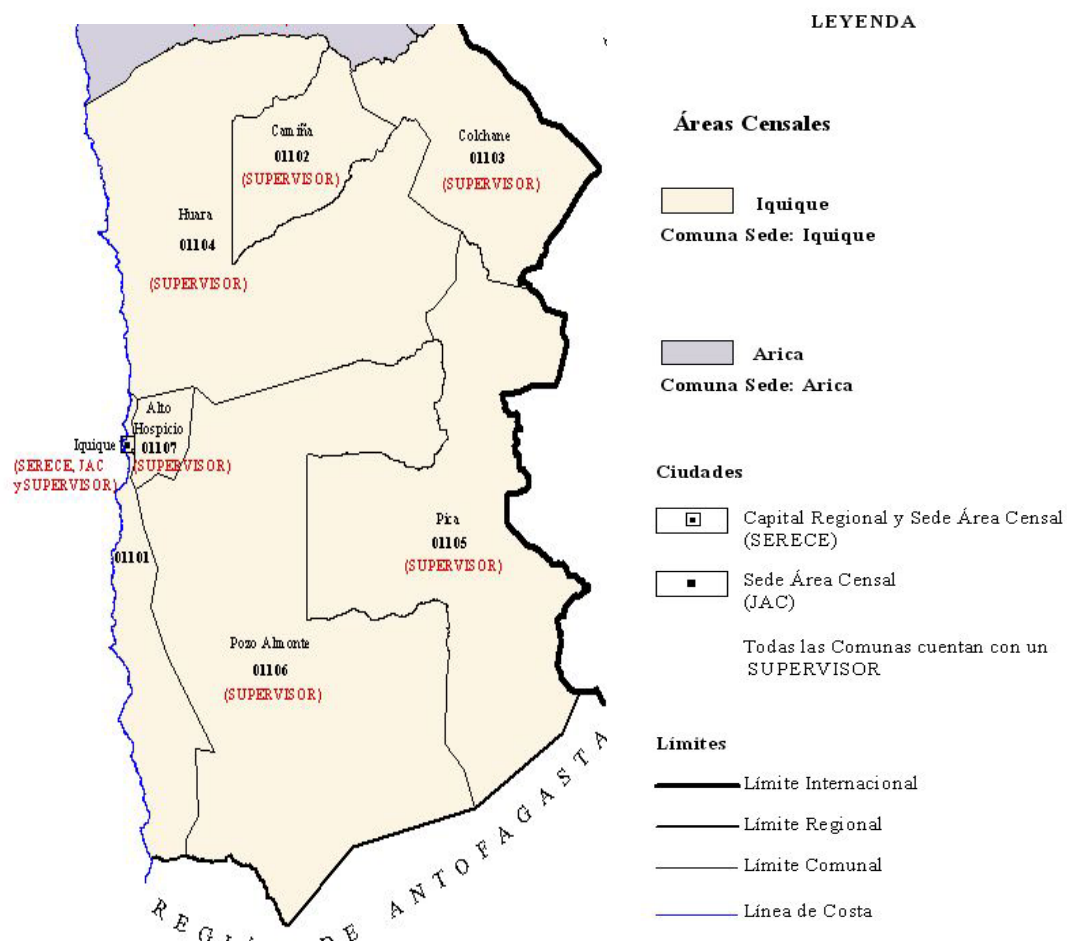 LEYENDA
Áreas Censales
Iquique
Comuna Sede: Iquique
Arica
Comuna Sede: Arica
Ciudades
Capital Regional y Sede Área Censal
(SERECE)
Sede Área Censal
(JAC)
Todas las Comunas cuentan con un
SUPERVISOR
Límites
Límite Internacional
Límite Regional
Límite Comunal
Línea de Costa
Camiña
01102
(SUPERVISOR)
Colchane
01103
(SUPERVISOR)
Huara
01104
(SUPERVISOR)
Alto
Hospicio
01107
(SUPERVISOR)
Iquique
(SERECE, JAC
y SUPERVISOR)
01101
Pica
01105
(SUPERVISOR)
Pozo Almonte
01106
(SUPERVISOR)
ANTOFAGASTA